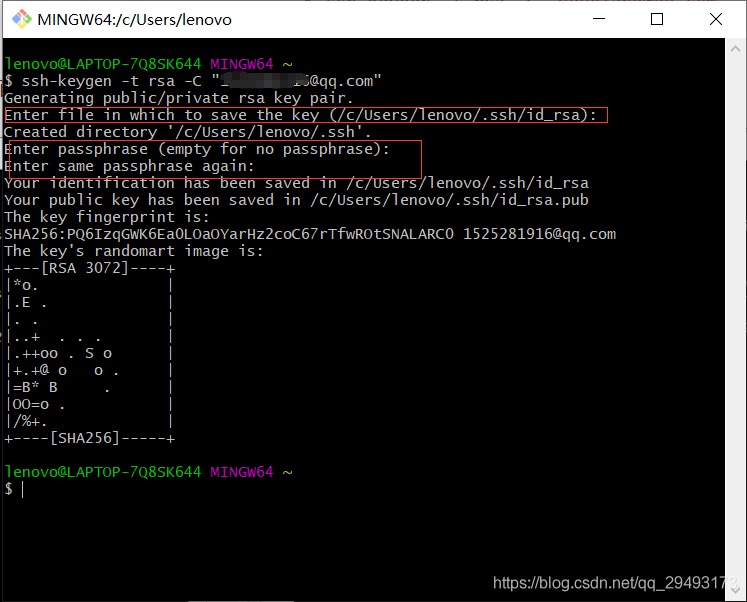 MINGW64:/c/Users/lenovo
lenovo@LAPTOP-7Q8SK644 MINGW64 ~
$ ssh-keygen -t rsa -C "@qq.com"
Generating public/private rsa key pair.
Enter file in which to save the key (/c/Users/lenovo/.ssh/id_rsa):
Created directory '/c/Users/lenovo/.ssh'.
Enter passphrase (empty for no passphrase):
Enter same passphrase again:
Your identification has been saved in /c/Users/lenovo/.ssh/id_rsa
Your public key has been saved in /c/Users/lenovo/.ssh/id_rsa.pub
The key fingerprint is:
SHA256:PQ6IzqGWK6Ea0LOaOYarHz2coC67rTfwROtSNALARC0 1525281916@qq.com
The key's randomart image is:
+---[RSA 3072]----+
|*o.              |
|.E .             |
|. .              |
|..+  . . .       |
|.++oo . S o      |
|+.+@ o   o .     |
|=B* B     .      |
|OO=o .           |
|/%+.             |
+----[SHA256]-----+
lenovo@LAPTOP-7Q8SK644 MINGW64 ~
$
https://blog.csdn.net/qq_29493173